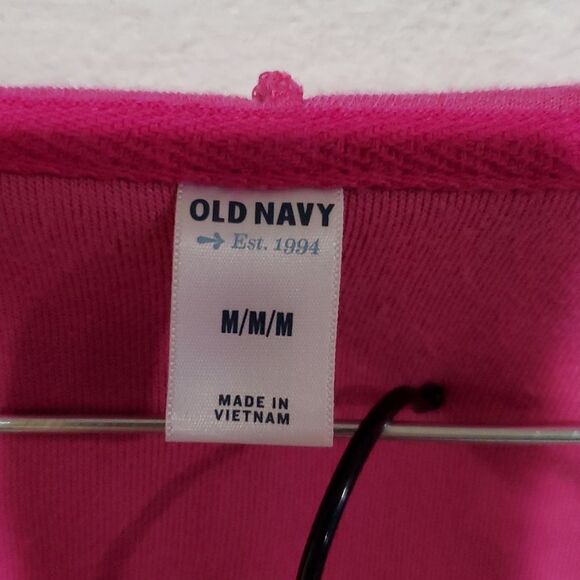 OLD NAVY
Est. 1994
M/M/M
MADE IN
VIETNAM